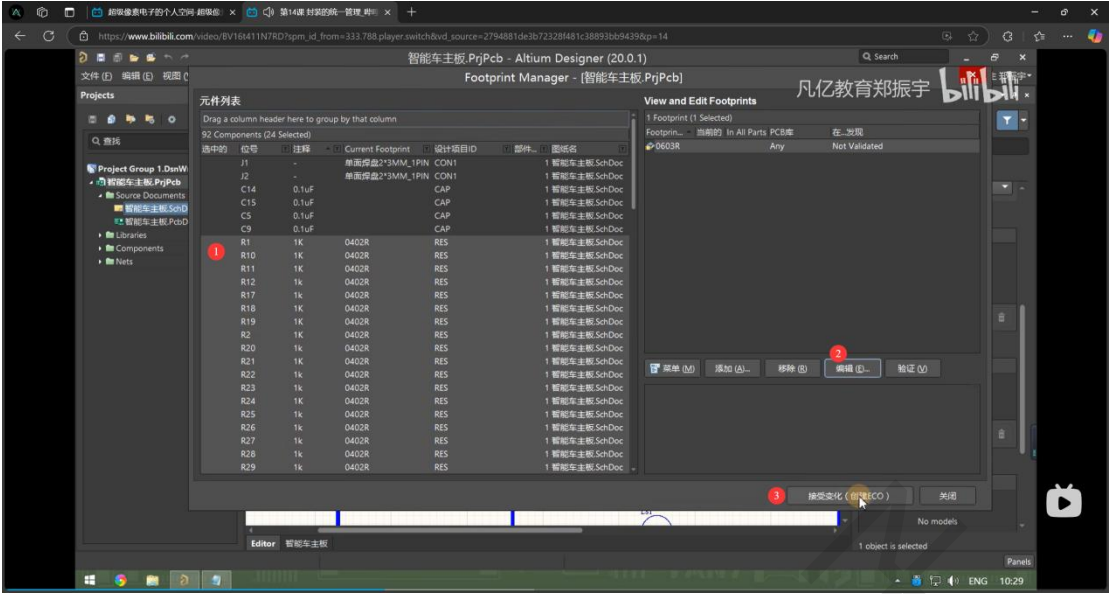 超级像素电子的个人空间-超级像
第14课 封装的统一管理_哔哩
https://www.bilibili.com/video/BV16t411N7RD?spm_id_from=333.788.player.switch&vd_source=2794881de3b72328f481c38893bb9439&p=14
智能车主板.PrjPcb - Altium Designer (20.0.1)
Search
文件(F) 编辑(E) 视图(
Footprint Manager - [智能车主板.PrjPcb]
凡亿教育郑振宇
bilibili
Projects
查找
Project Group 1.DsnW
智能车主板.PrjPcb
Source Documents
智能车主板.SchD
智能车主板.PcbD
Libraries
Components
Nets
元件列表
Drag a column header here to group by that column
92 Components (24 Selected)
选中的 位号 注释 Current Footprint 设计项目ID 部件... 图纸名
J1 - 单面焊盘2*3MM_1PIN CON1 1 智能车主板.SchDoc
J2 - 单面焊盘2*3MM_1PIN CON1 1 智能车主板.SchDoc
C14 0.1uF CAP 1 智能车主板.SchDoc
C15 0.1uF CAP 1 智能车主板.SchDoc
C5 0.1uF CAP 1 智能车主板.SchDoc
C9 0.1uF CAP 1 智能车主板.SchDoc
R1 1K 0402R RES 1 智能车主板.SchDoc
1
R10 1K 0402R RES 1 智能车主板.SchDoc
R11 1K 0402R RES 1 智能车主板.SchDoc
R12 1k 0402R RES 1 智能车主板.SchDoc
R17 1k 0402R RES 1 智能车主板.SchDoc
R18 1K 0402R RES 1 智能车主板.SchDoc
R19 1K 0402R RES 1 智能车主板.SchDoc
R2 1K 0402R RES 1 智能车主板.SchDoc
R20 1k 0402R RES 1 智能车主板.SchDoc
R21 1K 0402R RES 1 智能车主板.SchDoc
R22 1k 0402R RES 1 智能车主板.SchDoc
R23 1k 0402R RES 1 智能车主板.SchDoc
R24 1K 0402R RES 1 智能车主板.SchDoc
R25 1k 0402R RES 1 智能车主板.SchDoc
R26 1k 0402R RES 1 智能车主板.SchDoc
R27 1k 0402R RES 1 智能车主板.SchDoc
R28 1k 0402R RES 1 智能车主板.SchDoc
R29 1k 0402R RES 1 智能车主板.SchDoc
View and Edit Footprints
1 Footprint (1 Selected)
Footprin... 当前的 In All Parts PCB库 在...发现
0603R Any Not Validated
2
菜单 (M) 添加 (A)... 移除 (R) 编辑 (E)... 验证 (V)
3
接受变化(创建ECO) 关闭
No models
Editor 智能车主板
1 object is selected
Panels
ENG 10:29